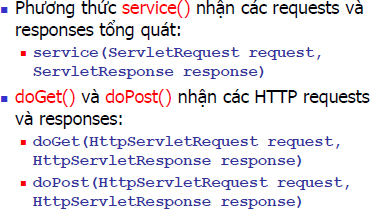 Phương thức service() nhận các requests và
responses tổng quát:
service(ServletRequest request,
ServletResponse response)
doGet() và doPost() nhận các HTTP requests
và responses:
doGet(HttpServletRequest request,
HttpServletResponse response)
doPost(HttpServletRequest request,
HttpServletResponse response)